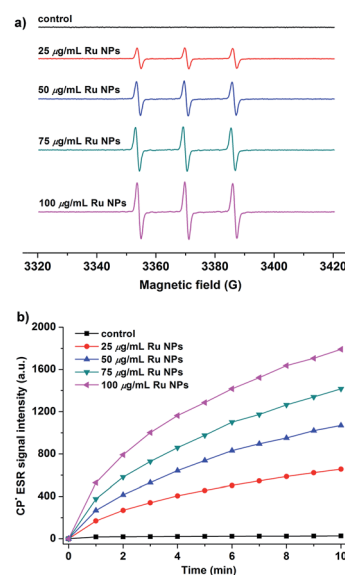 a)
control
25 μg/mL Ru NPs
50 μg/mL Ru NPs
75 μg/mL Ru NPs
100 μg/mL Ru NPs
3320 3340 3360 3380 3400 3420
Magnetic field (G)
b)
2000
1600
1200
800
400
0
CP• ESR signal intensity (a.u.)
control
25 μg/mL Ru NPs
50 μg/mL Ru NPs
75 μg/mL Ru NPs
100 μg/mL Ru NPs
0 2 4 6 8 10
Time (min)